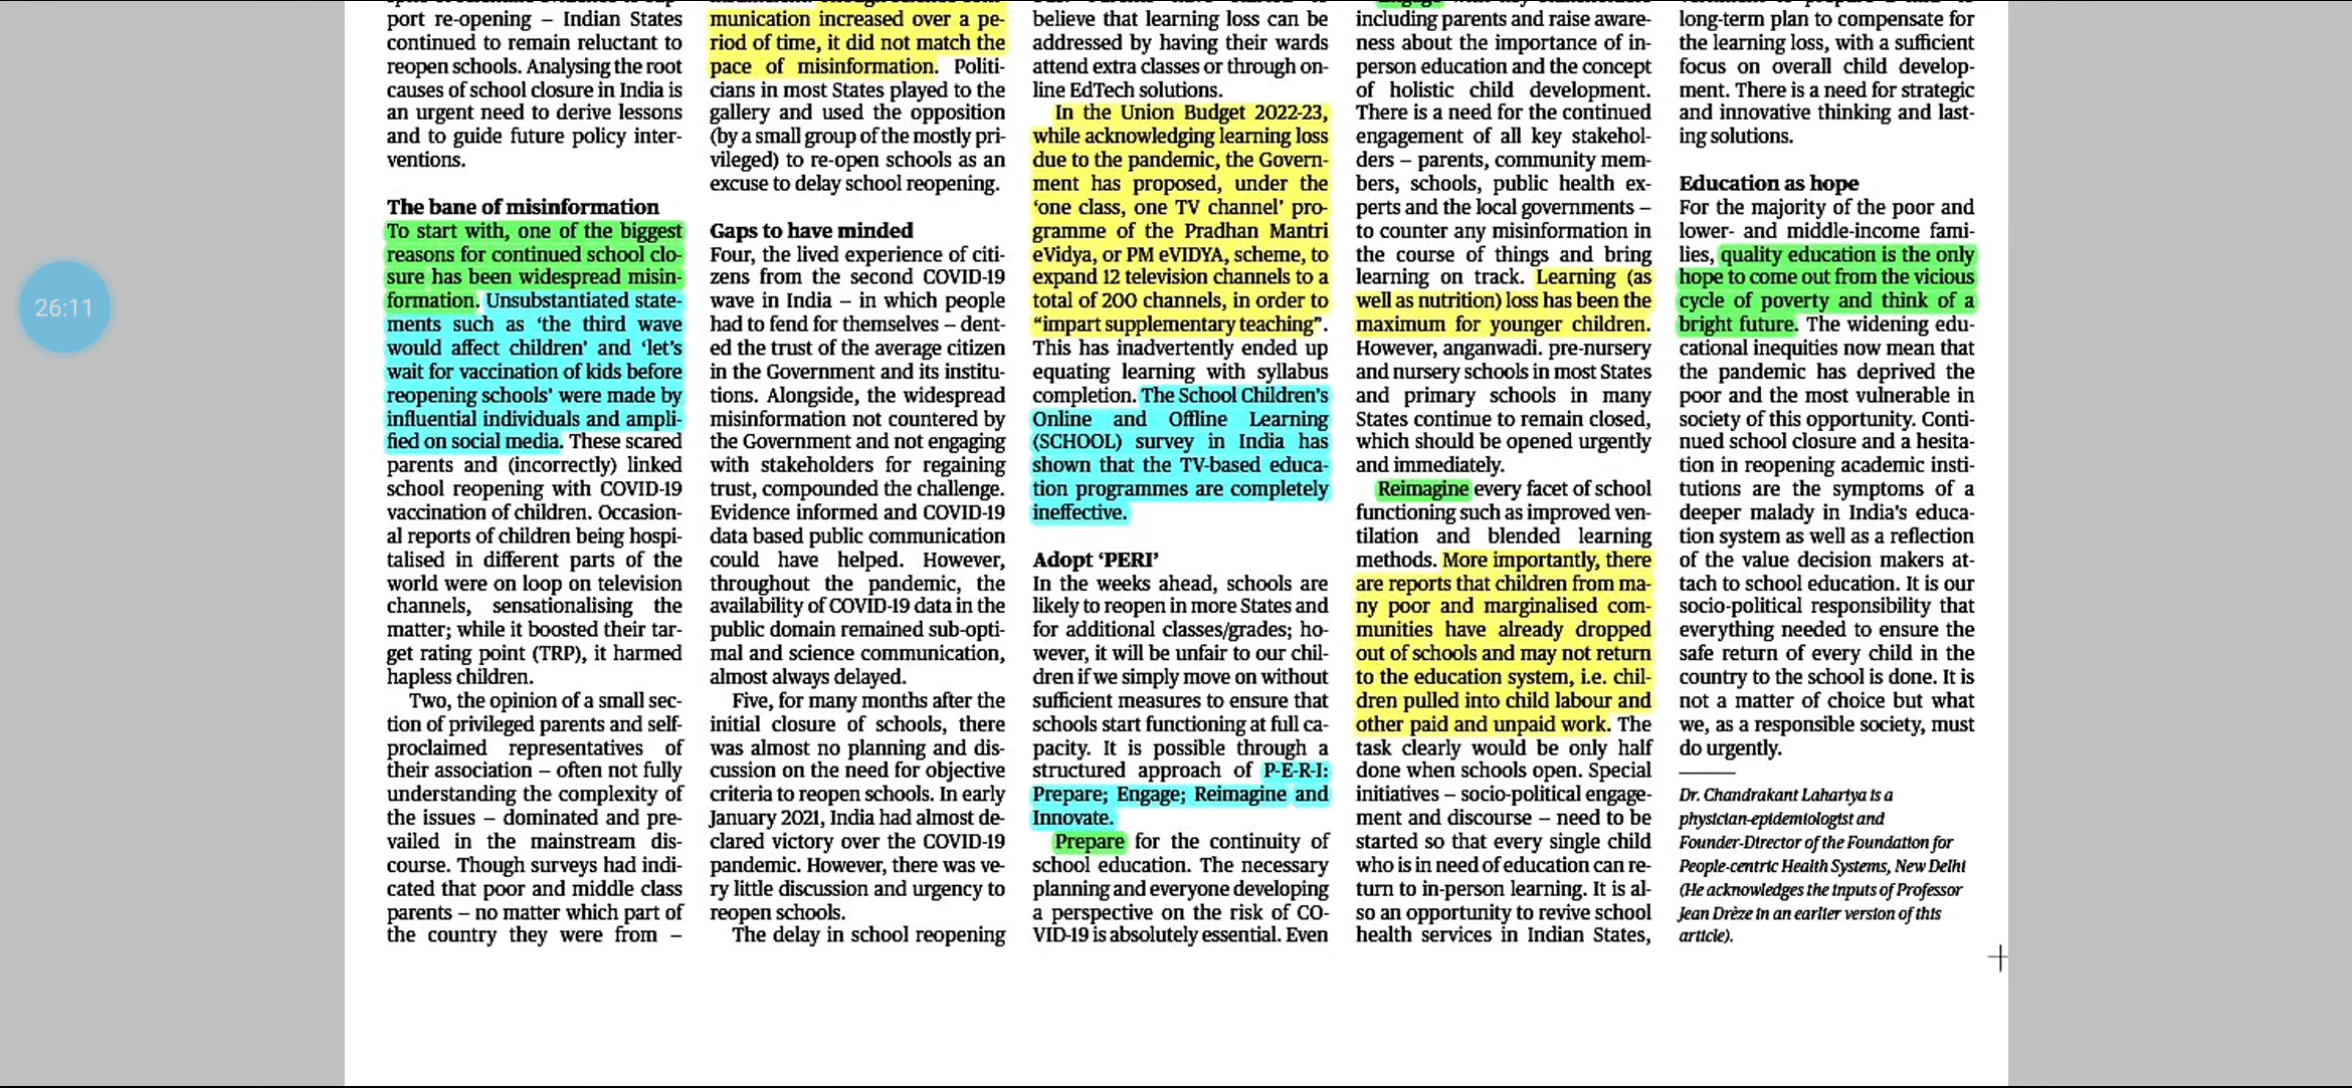 26:11
port re-opening – Indian States
continued to remain reluctant to
reopen schools. Analysing the root
causes of school closure in India is
an urgent need to derive lessons
and to guide future policy inter-
ventions.
The bane of misinformation
To start with, one of the biggest
reasons for continued school clo-
sure has been widespread misin-
formation. Unsubstantiated state-
ments such as ‘the third wave
would affect children’ and ‘let’s
wait for vaccination of kids before
reopening schools’ were made by
influential individuals and ampli-
fied on social media. These scared
parents and (incorrectly) linked
school reopening with COVID-19
vaccination of children. Occasion-
al reports of children being hospi-
talised in different parts of the
world were on loop on television
channels, sensationalising the
matter; while it boosted their tar-
get rating point (TRP), it harmed
hapless children.
Two, the opinion of a small sec-
tion of privileged parents and self-
proclaimed representatives of
their association – often not fully
understanding the complexity of
the issues – dominated and pre-
vailed in the mainstream dis-
course. Though surveys had indi-
cated that poor and middle class
parents – no matter which part of
the country they were from –
munication increased over a pe-
riod of time, it did not match the
pace of misinformation. Politi-
cians in most States played to the
gallery and used the opposition
(by a small group of the mostly pri-
vileged) to re-open schools as an
excuse to delay school reopening.
Gaps to have minded
Four, the lived experience of citi-
zens from the second COVID-19
wave in India – in which people
had to fend for themselves – dent-
ed the trust of the average citizen
in the Government and its institu-
tions. Alongside, the widespread
misinformation not countered by
the Government and not engaging
with stakeholders for regaining
trust, compounded the challenge.
Evidence informed and COVID-19
data based public communication
could have helped. However,
throughout the pandemic, the
availability of COVID-19 data in the
public domain remained sub-opti-
mal and science communication,
almost always delayed.
Five, for many months after the
initial closure of schools, there
was almost no planning and dis-
cussion on the need for objective
criteria to reopen schools. In early
January 2021, India had almost de-
clared victory over the COVID-19
pandemic. However, there was ve-
ry little discussion and urgency to
reopen schools.
The delay in school reopening
believe that learning loss can be
addressed by having their wards
attend extra classes or through on-
line EdTech solutions.
In the Union Budget 2022-23,
while acknowledging learning loss
due to the pandemic, the Govern-
ment has proposed, under the
‘one class, one TV channel’ pro-
gramme of the Pradhan Mantri
eVidya, or PM eVIDYA, scheme, to
expand 12 television channels to a
total of 200 channels, in order to
“impart supplementary teaching”.
This has inadvertently ended up
equating learning with syllabus
completion. The School Children’s
Online and Offline Learning
(SCHOOL) survey in India has
shown that the TV-based educa-
tion programmes are completely
ineffective.
Adopt ‘PERI’
In the weeks ahead, schools are
likely to reopen in more States and
for additional classes/grades; ho-
wever, it will be unfair to our chil-
dren if we simply move on without
sufficient measures to ensure that
schools start functioning at full ca-
pacity. It is possible through a
structured approach of P-E-R-I:
Prepare; Engage; Reimagine and
Innovate.
Prepare for the continuity of
school education. The necessary
planning and everyone developing
a perspective on the risk of CO-
VID-19 is absolutely essential. Even
including parents and raise aware-
ness about the importance of in-
person education and the concept
of holistic child development.
There is a need for the continued
engagement of all key stakehol-
ders – parents, community mem-
bers, schools, public health ex-
perts and the local governments –
to counter any misinformation in
the course of things and bring
learning on track. Learning (as
well as nutrition) loss has been the
maximum for younger children.
However, anganwadi. pre-nursery
and nursery schools in most States
and primary schools in many
States continue to remain closed,
which should be opened urgently
and immediately.
Reimagine every facet of school
functioning such as improved ven-
tilation and blended learning
methods. More importantly, there
are reports that children from ma-
ny poor and marginalised com-
munities have already dropped
out of schools and may not return
to the education system, i.e. chil-
dren pulled into child labour and
other paid and unpaid work. The
task clearly would be only half
done when schools open. Special
initiatives – socio-political engage-
ment and discourse – need to be
started so that every single child
who is in need of education can re-
turn to in-person learning. It is al-
so an opportunity to revive school
health services in Indian States,
long-term plan to compensate for
the learning loss, with a sufficient
focus on overall child develop-
ment. There is a need for strategic
and innovative thinking and last-
ing solutions.
Education as hope
For the majority of the poor and
lower- and middle-income fami-
lies, quality education is the only
hope to come out from the vicious
cycle of poverty and think of a
bright future. The widening edu-
cational inequities now mean that
the pandemic has deprived the
poor and the most vulnerable in
society of this opportunity. Conti-
nued school closure and a hesita-
tion in reopening academic insti-
tutions are the symptoms of a
deeper malady in India’s educa-
tion system as well as a reflection
of the value decision makers at-
tach to school education. It is our
socio-political responsibility that
everything needed to ensure the
safe return of every child in the
country to the school is done. It is
not a matter of choice but what
we, as a responsible society, must
do urgently.
Dr. Chandrakant Lahariya is a
physician-epidemiologist and
Founder-Director of the Foundation for
People-centric Health Systems, New Delhi
(He acknowledges the inputs of Professor
Jean Drèze in an earlier version of this
article).